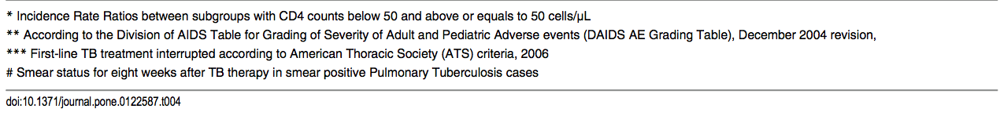 * Incidence Rate Ratios between subgroups with CD4 counts below 50 and above or equals to 50 cells/μL
** According to the Division of AIDS Table for Grading of Severity of Adult and Pediatric Adverse events (DAIDS AE Grading Table), December 2004 revision,
*** First-line TB treatment interrupted according to American Thoracic Society (ATS) criteria, 2006
# Smear status for eight weeks after TB therapy in smear positive Pulmonary Tuberculosis cases
doi:10.1371/journal.pone.0122587.t004